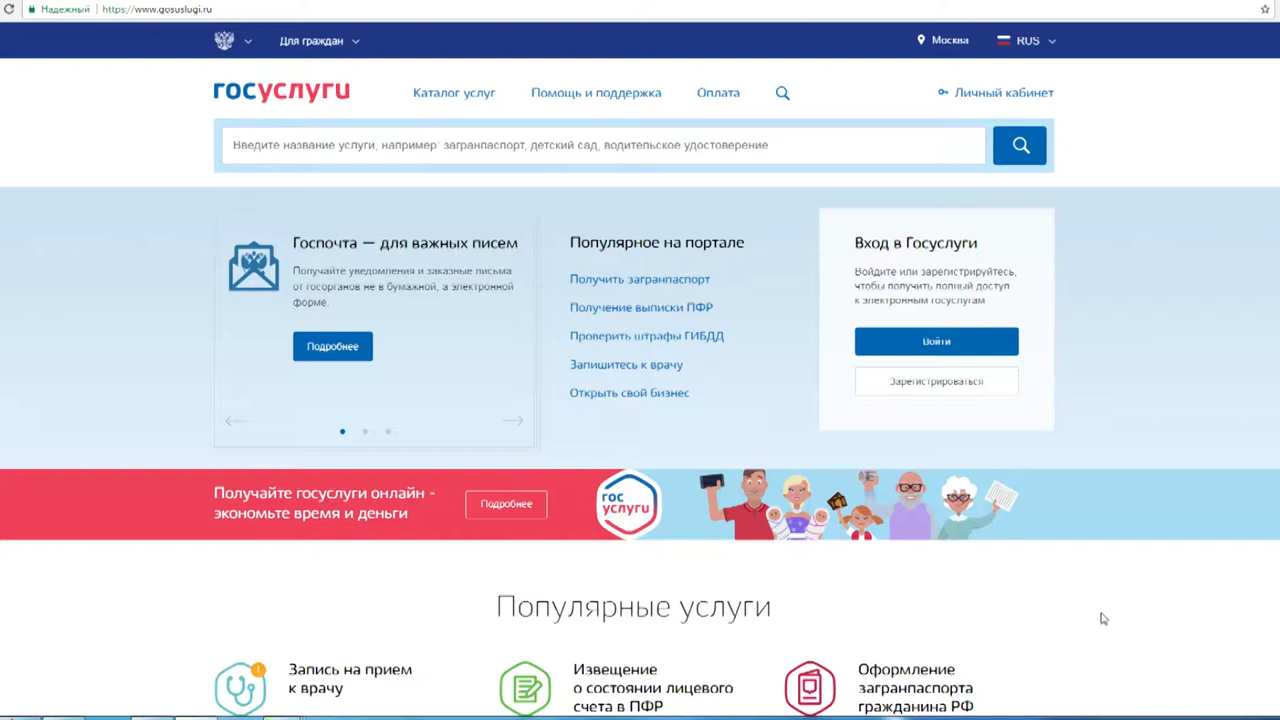 Надежный https://www.gosuslugi.ru
Для граждан Москва RUS
госуслуги Каталог услуг Помощь и поддержка Оплата Личный кабинет
Введите название услуги, например загранпаспорт, детский сад, водительское удостоверение
Госпочта — для важных писем
Получайте уведомления и заказные письма
от госорганов не в бумажной, а электронной
форме.
Подробнее
Популярное на портале
Получить загранпаспорт
Получение выписки ПФР
Проверить штрафы ГИБДД
Запишитесь к врачу
Открыть свой бизнес
Вход в Госуслуги
Войдите или зарегистрируйтесь,
чтобы получить полный доступ
к электронным госуслугам
Войти
Зарегистрироваться
Получайте госуслуги онлайн -
экономьте время и деньги
Подробнее
гос
услуги
Популярные услуги
Запись на прием
к врачу
Извещение
о состоянии лицевого
счета в ПФР
Оформление
загранпаспорта
гражданина РФ